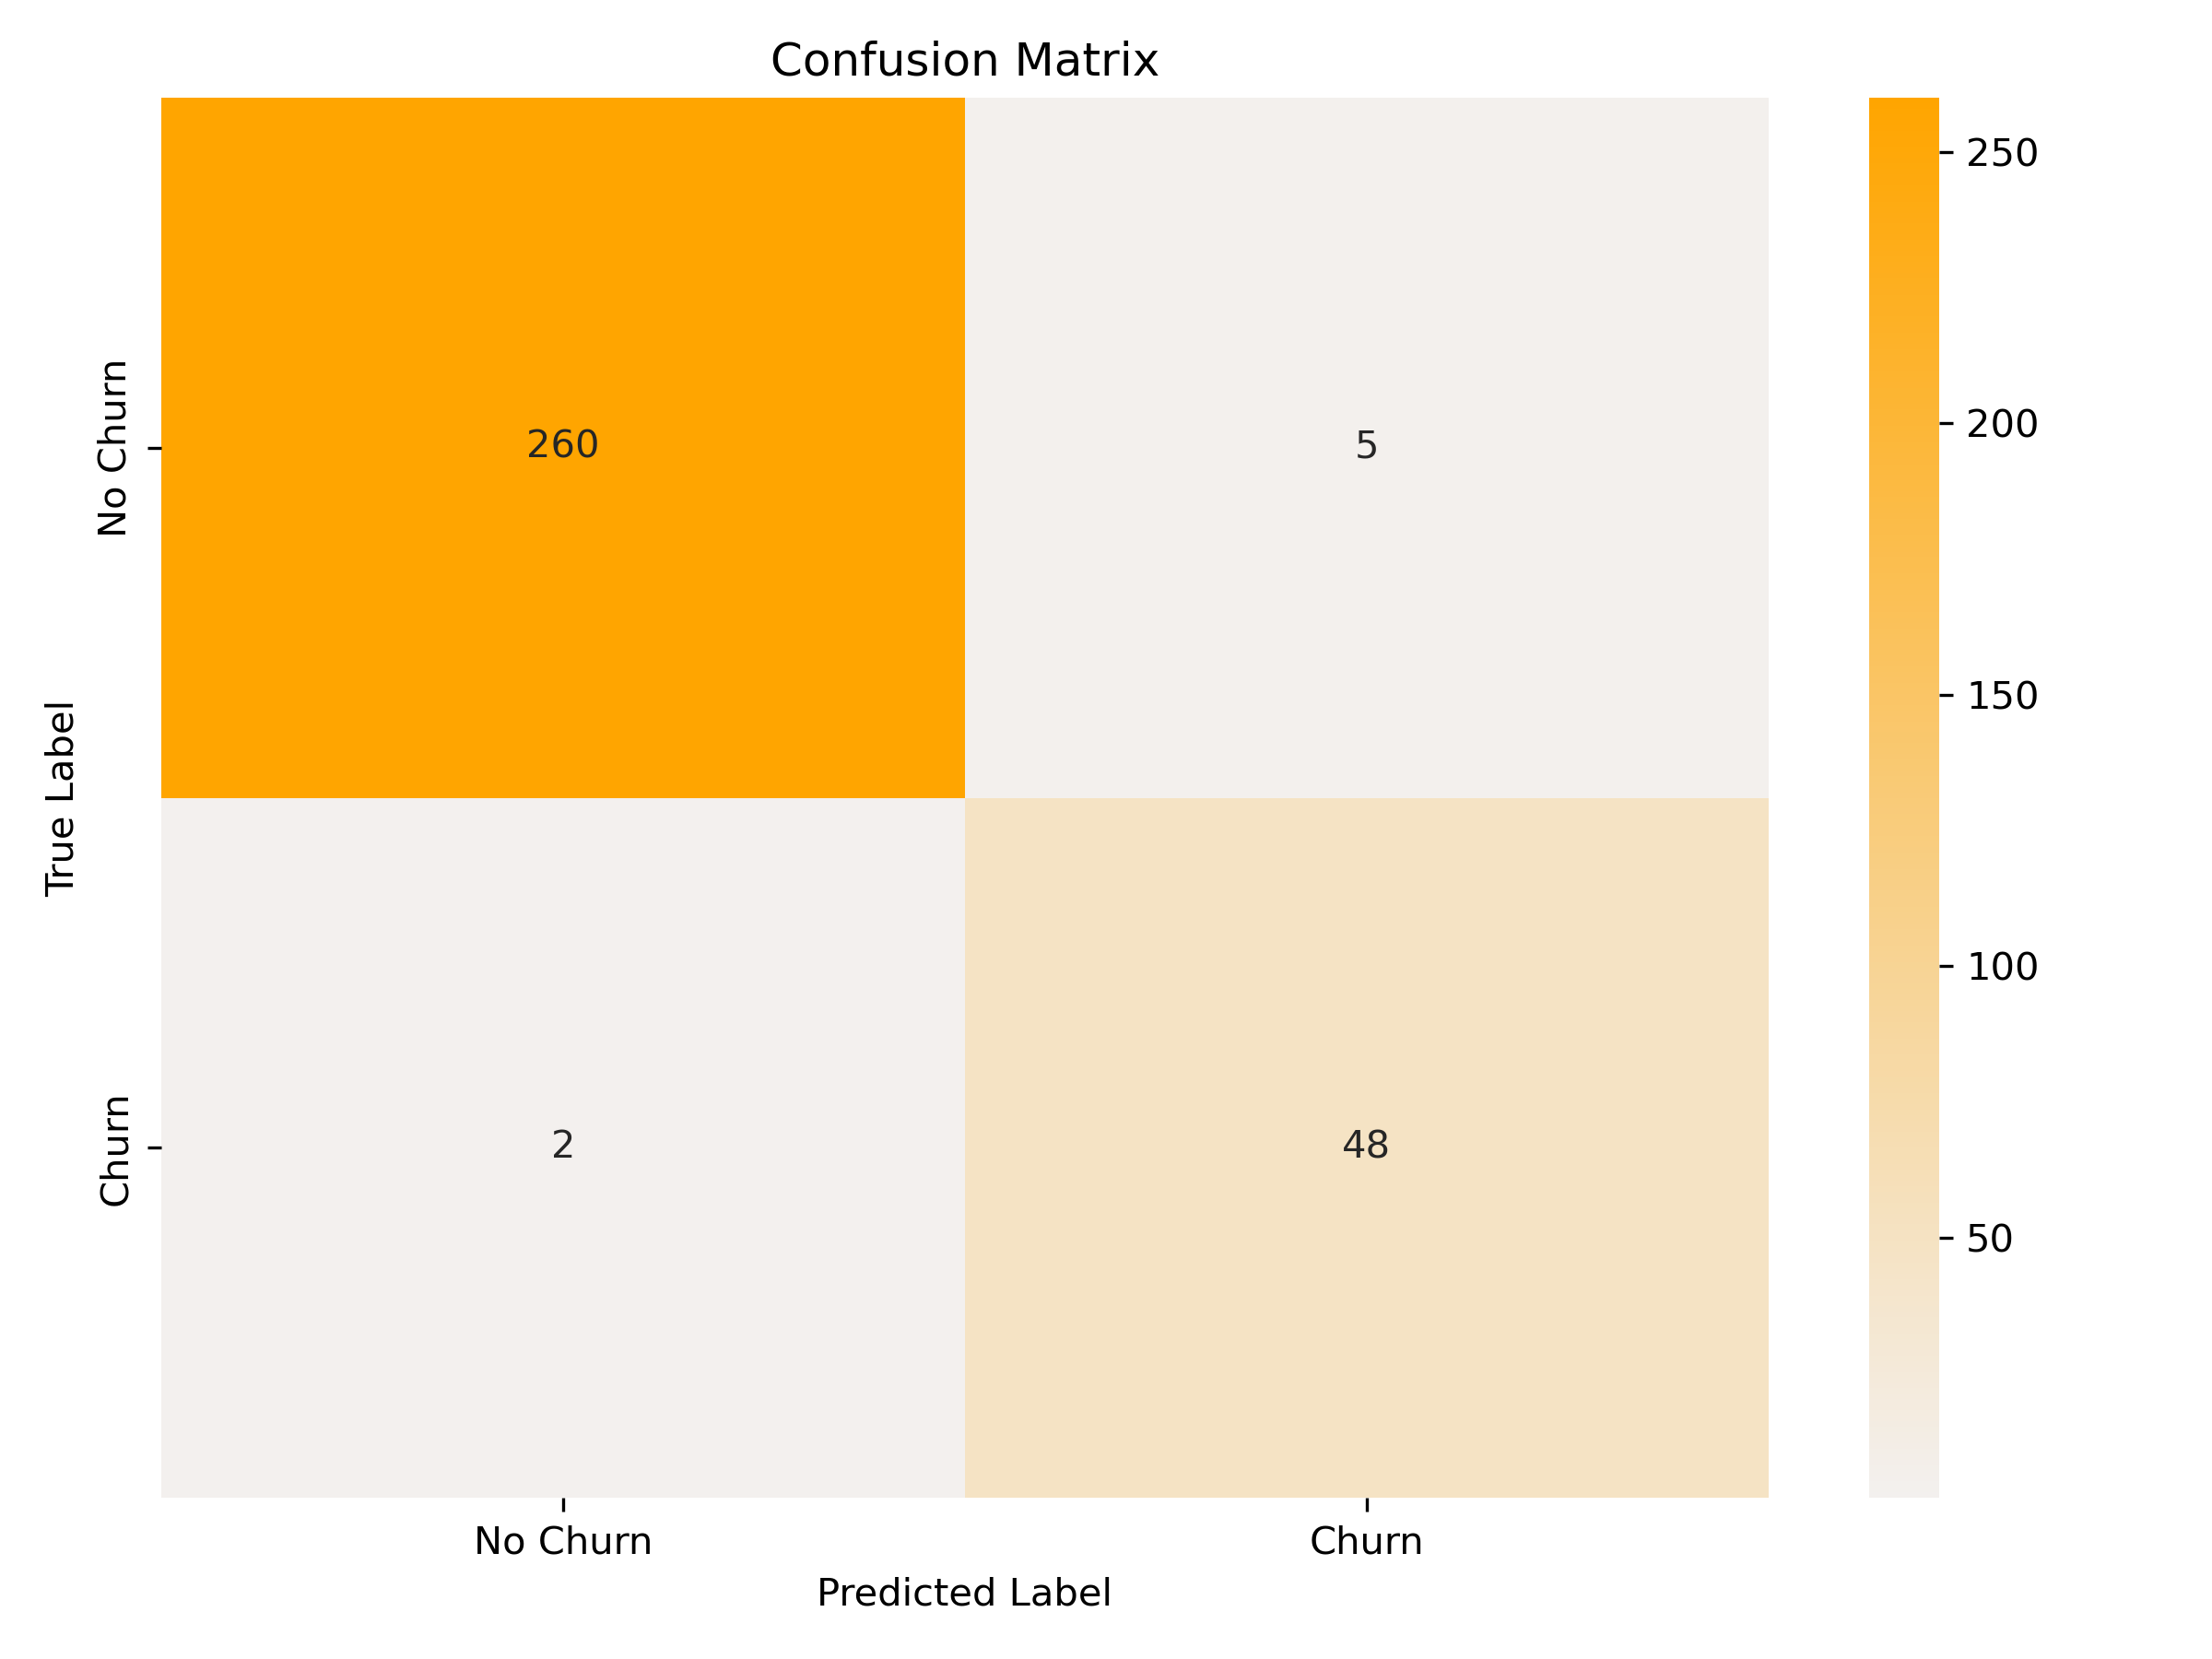 Confusion Matrix
No Churn
Churn
True Label
260
5
2
48
No Churn
Churn
Predicted Label
250
200
150
100
50